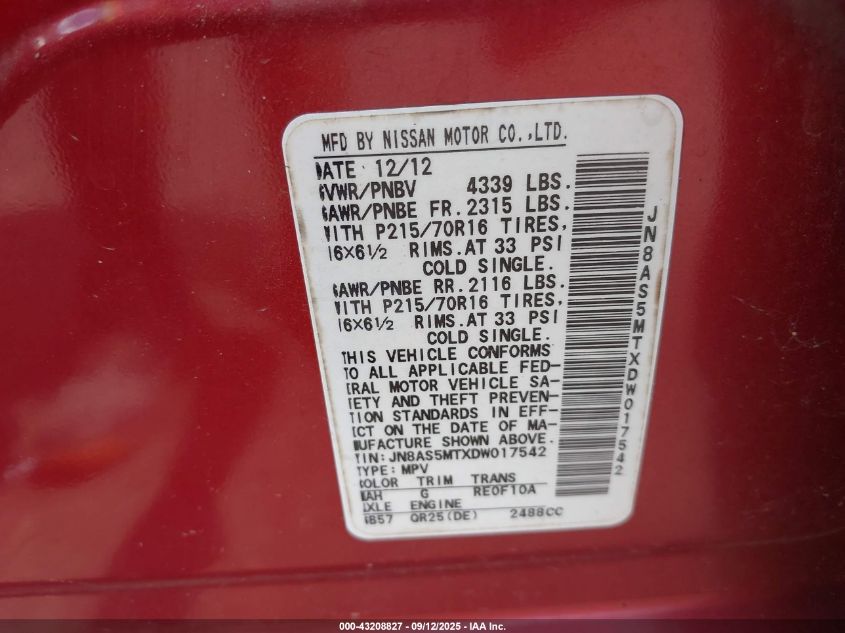 MFD BY NISSAN MOTOR CO.,LTD.
DATE 12/12
GVWR/PNBV 4339 LBS.
GAWR/PNBE FR. 2315 LBS.
WITH P215/70R16 TIRES,
16X6½ RIMS.AT 33 PSI
COLD SINGLE.
GAWR/PNBE RR. 2116 LBS.
WITH P215/70R16 TIRES,
16X6½ RIMS.AT 33 PSI
COLD SINGLE.
THIS VEHICLE CONFORMS
TO ALL APPLICABLE FED-
ERAL MOTOR VEHICLE SA-
FETY AND THEFT PREVEN-
TION STANDARDS IN EFF-
ECT ON THE DATE OF MA-
NUFACTURE SHOWN ABOVE.
VIN: JN8AS5MTXDW017542
TYPE: MPV
COLOR TRIM TRANS
NAH G RE0F10A
AXLE ENGINE
GB57 QR25(DE) 2488CC
JN8AS5MTXDW017542
000-43208827 - 09/12/2025 - IAA Inc.